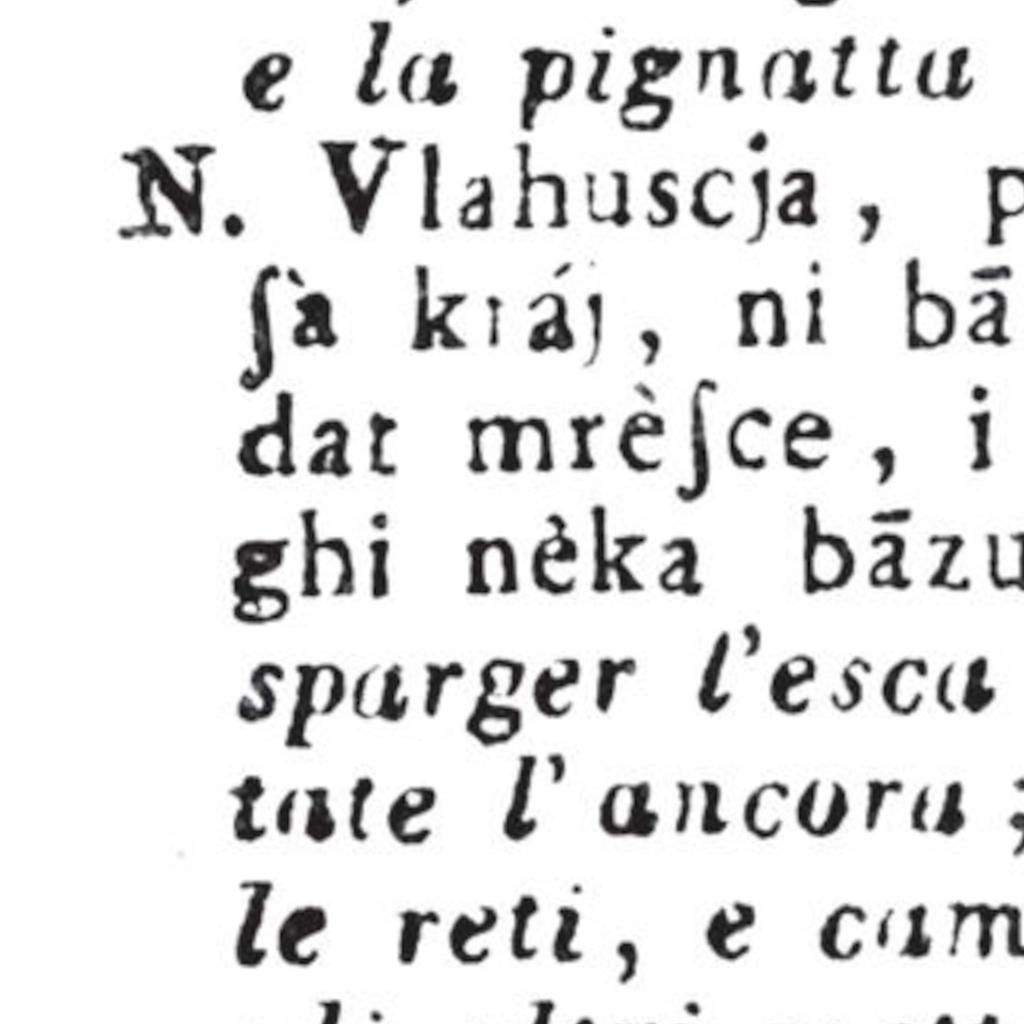 e la pignatta
N. Vlahuscja, p
ſà kıáj, ni bā
dat mrèſce, i
ghi nèka bāzu
sparger l'esca
tate l'ancora;
le reti, e cam